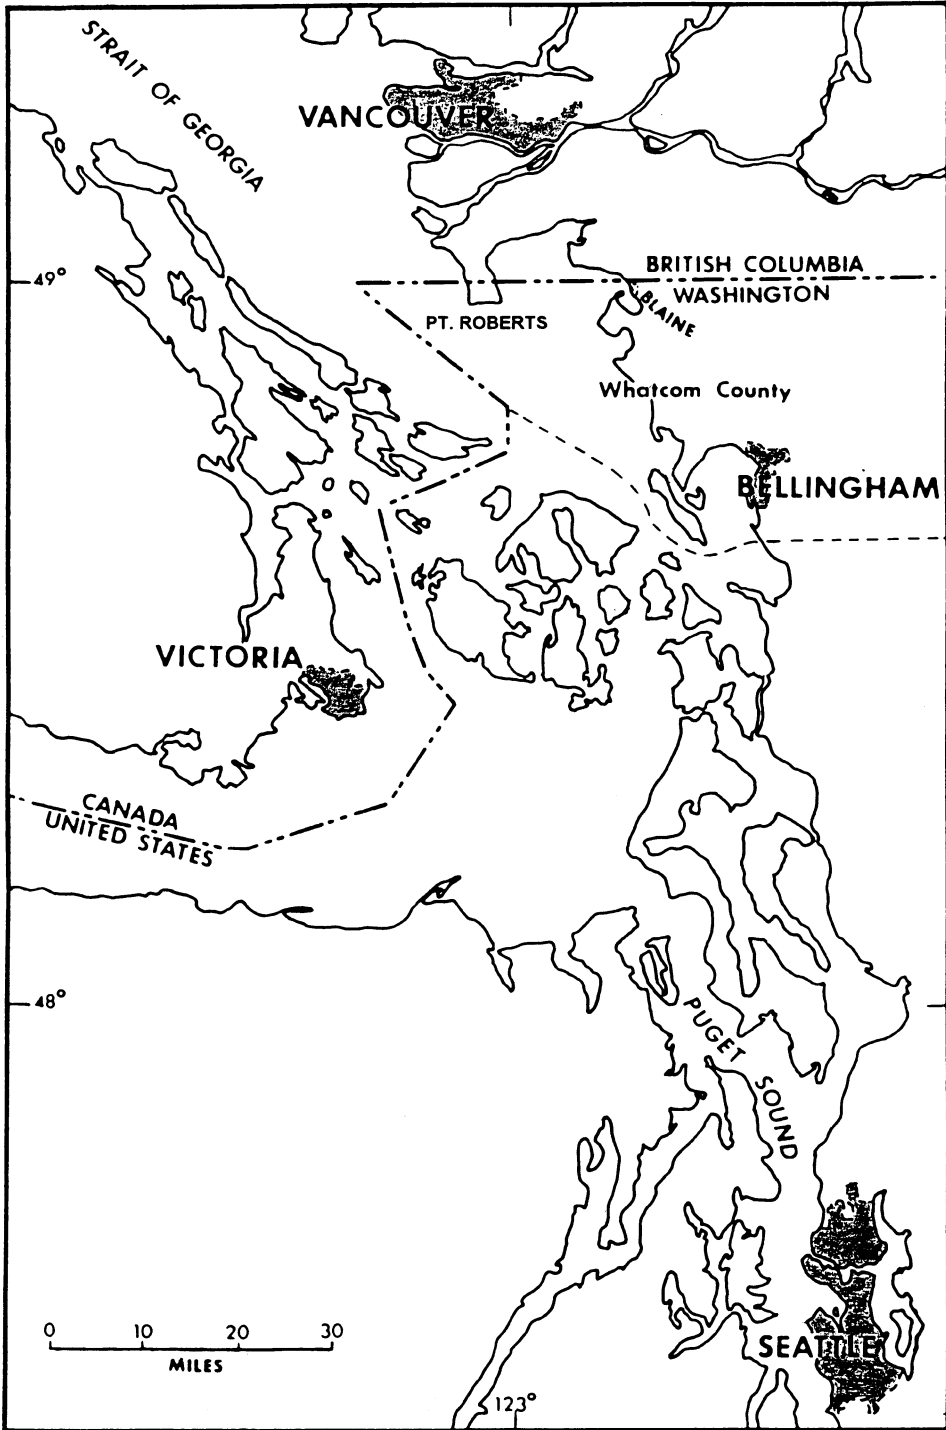 STRAIT OF GEORGIA
VANCOUVER
49°
BRITISH COLUMBIA
WASHINGTON
BLAINE
PT. ROBERTS
Whatcom County
BELLINGHAM
VICTORIA
CANADA
UNITED STATES
48°
PUGET SOUND
0 10 20 30
MILES
SEATTLE
123°